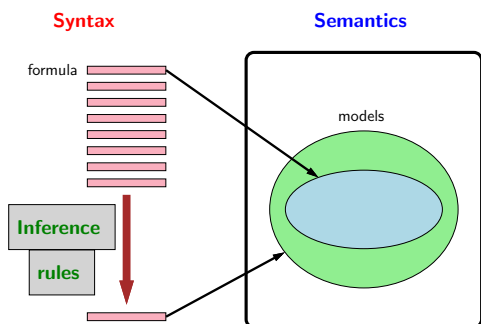 Syntax
Semantics
formula
models
Inference
rules